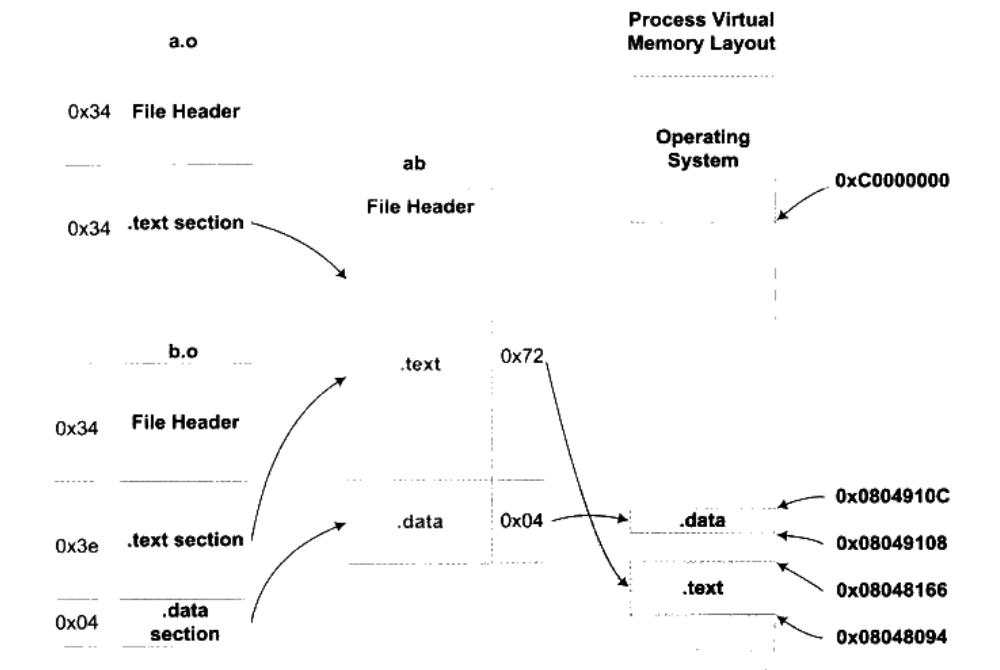 a.o
0x34 File Header
0x34 .text section
b.o
0x34 File Header
0x3e .text section
0x04 .data
section
ab
File Header
.text 0x72
.data 0x04
Process Virtual
Memory Layout
Operating
System
0xC0000000
0x0804910C
.data
0x08049108
0x08048166
.text
0x08048094